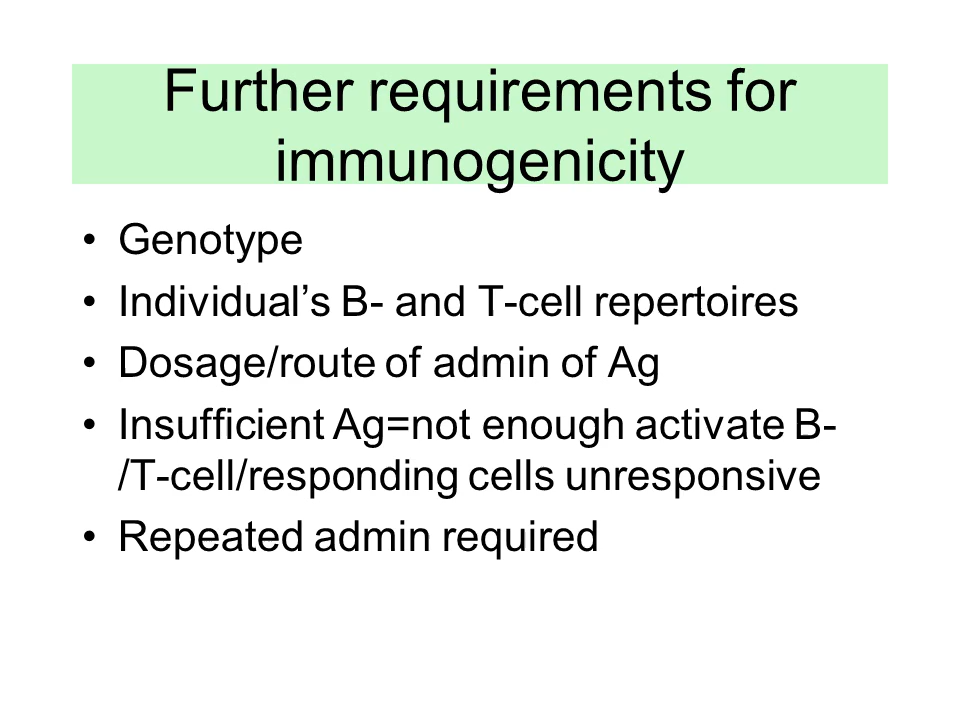 Further requirements for
immunogenicity
• Genotype
• Individual’s B- and T-cell repertoires
• Dosage/route of admin of Ag
• Insufficient Ag=not enough activate B-
/T-cell/responding cells unresponsive
• Repeated admin required